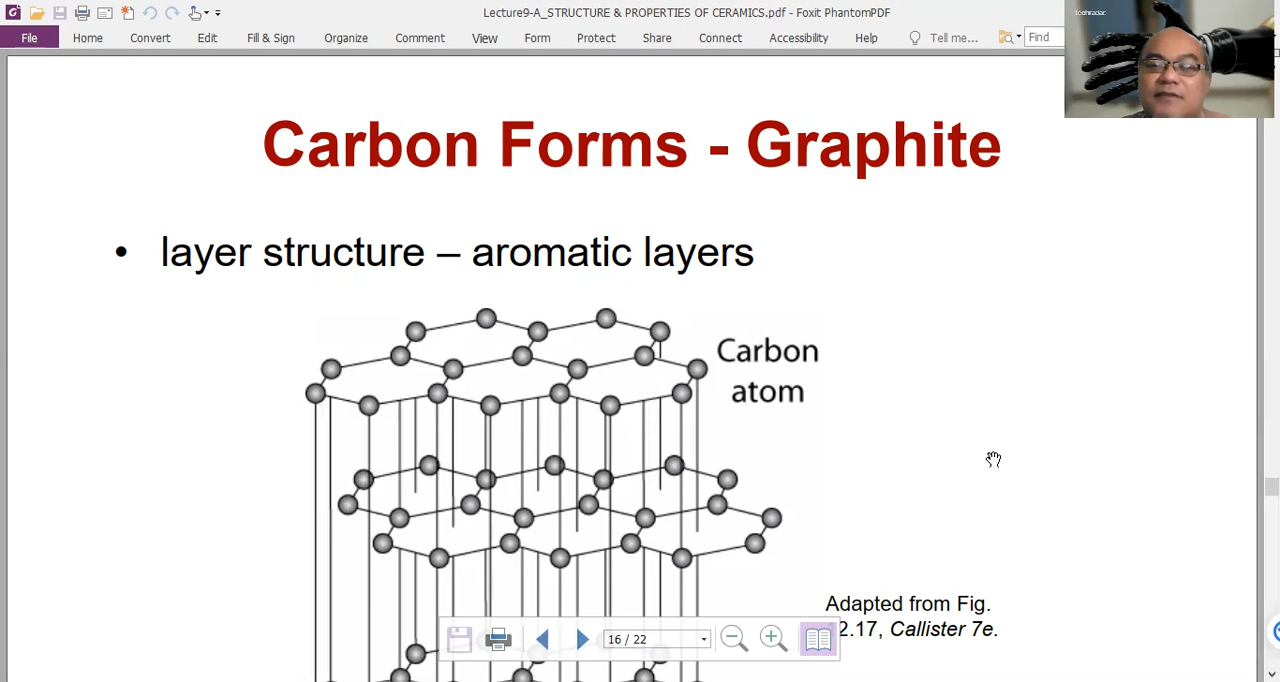 Lecture9-A_STRUCTURE & PROPERTIES OF CERAMICS.pdf - Foxit PhantomPDF
File Home Convert Edit Fill & Sign Organize Comment View Form Protect Share Connect Accessibility Help Tell me... Find
techradar.
Carbon Forms - Graphite
• layer structure – aromatic layers
Carbon
atom
Adapted from Fig.
2.17, Callister 7e.
16 / 22